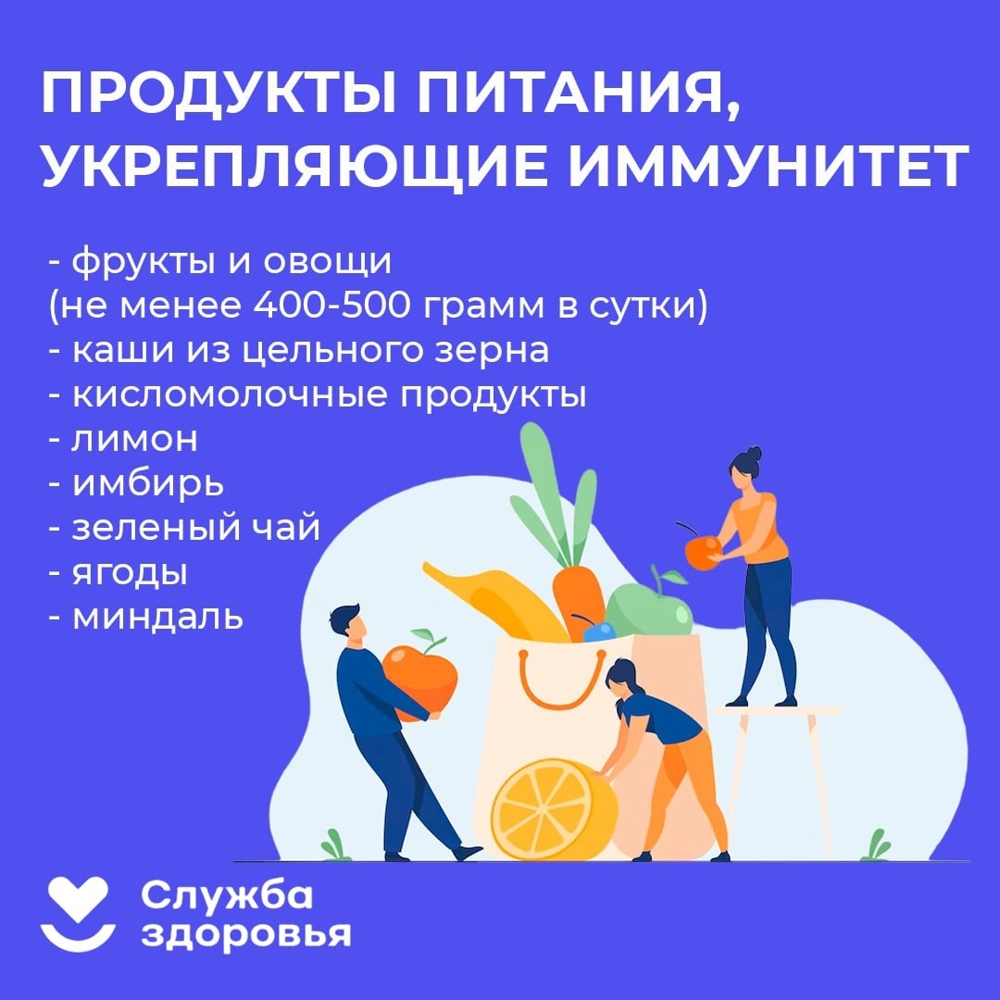 ПРОДУКТЫ ПИТАНИЯ,
УКРЕПЛЯЮЩИЕ ИММУНИТЕТ
- фрукты и овощи
(не менее 400-500 грамм в сутки)
- каши из цельного зерна
- кисломолочные продукты
- лимон
- имбирь
- зеленый чай
- ягоды
- миндаль
Служба
здоровья